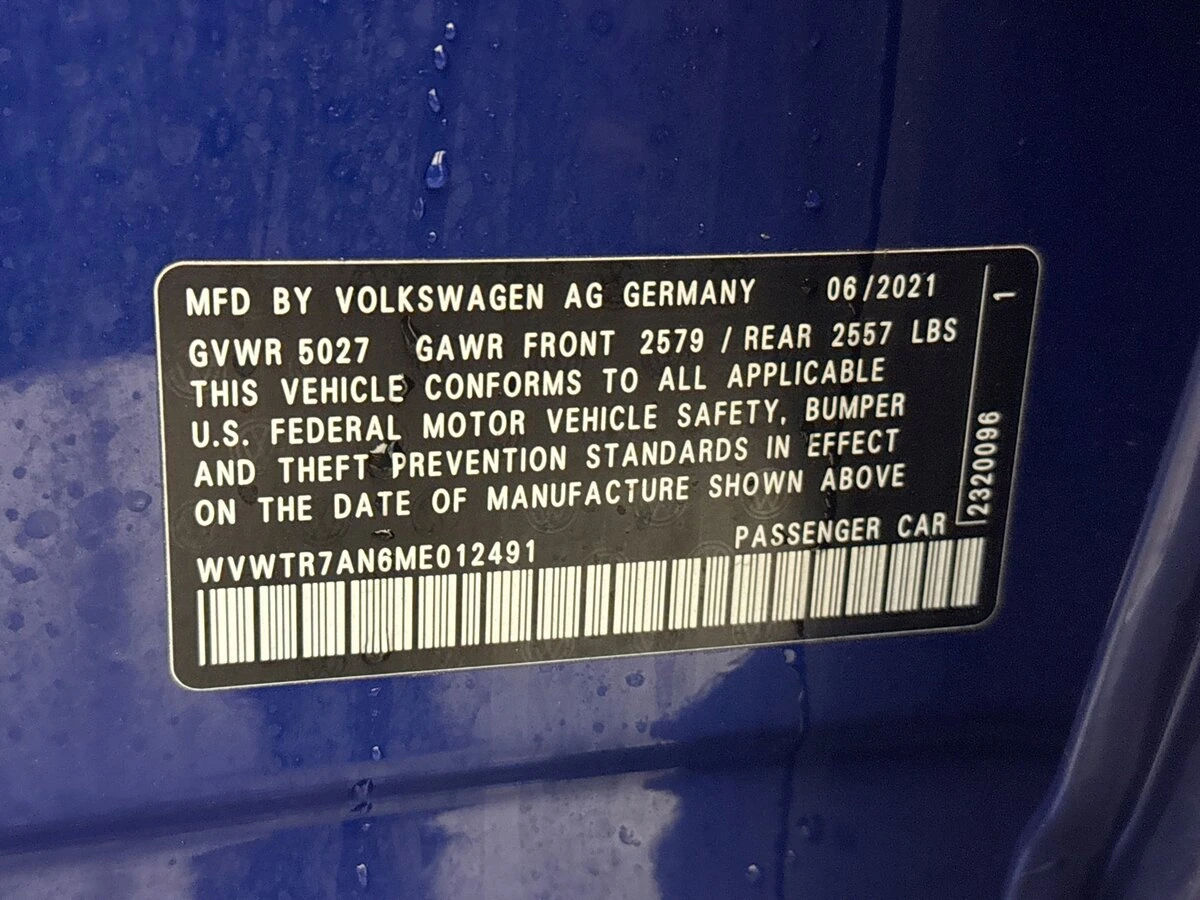 MFD BY VOLKSWAGEN AG GERMANY 06/2021
GVWR 5027 GAWR FRONT 2579 / REAR 2557 LBS
THIS VEHICLE CONFORMS TO ALL APPLICABLE
U.S. FEDERAL MOTOR VEHICLE SAFETY, BUMPER
AND THEFT PREVENTION STANDARDS IN EFFECT
ON THE DATE OF MANUFACTURE SHOWN ABOVE
PASSENGER CAR
WVWTR7AN6ME012491
2320096 1